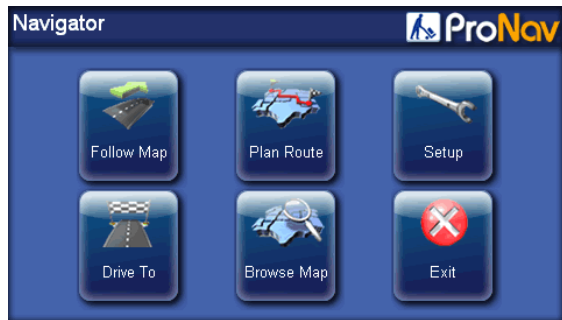 Navigator
ProNav
Follow Map
Plan Route
Setup
Drive To
Browse Map
Exit